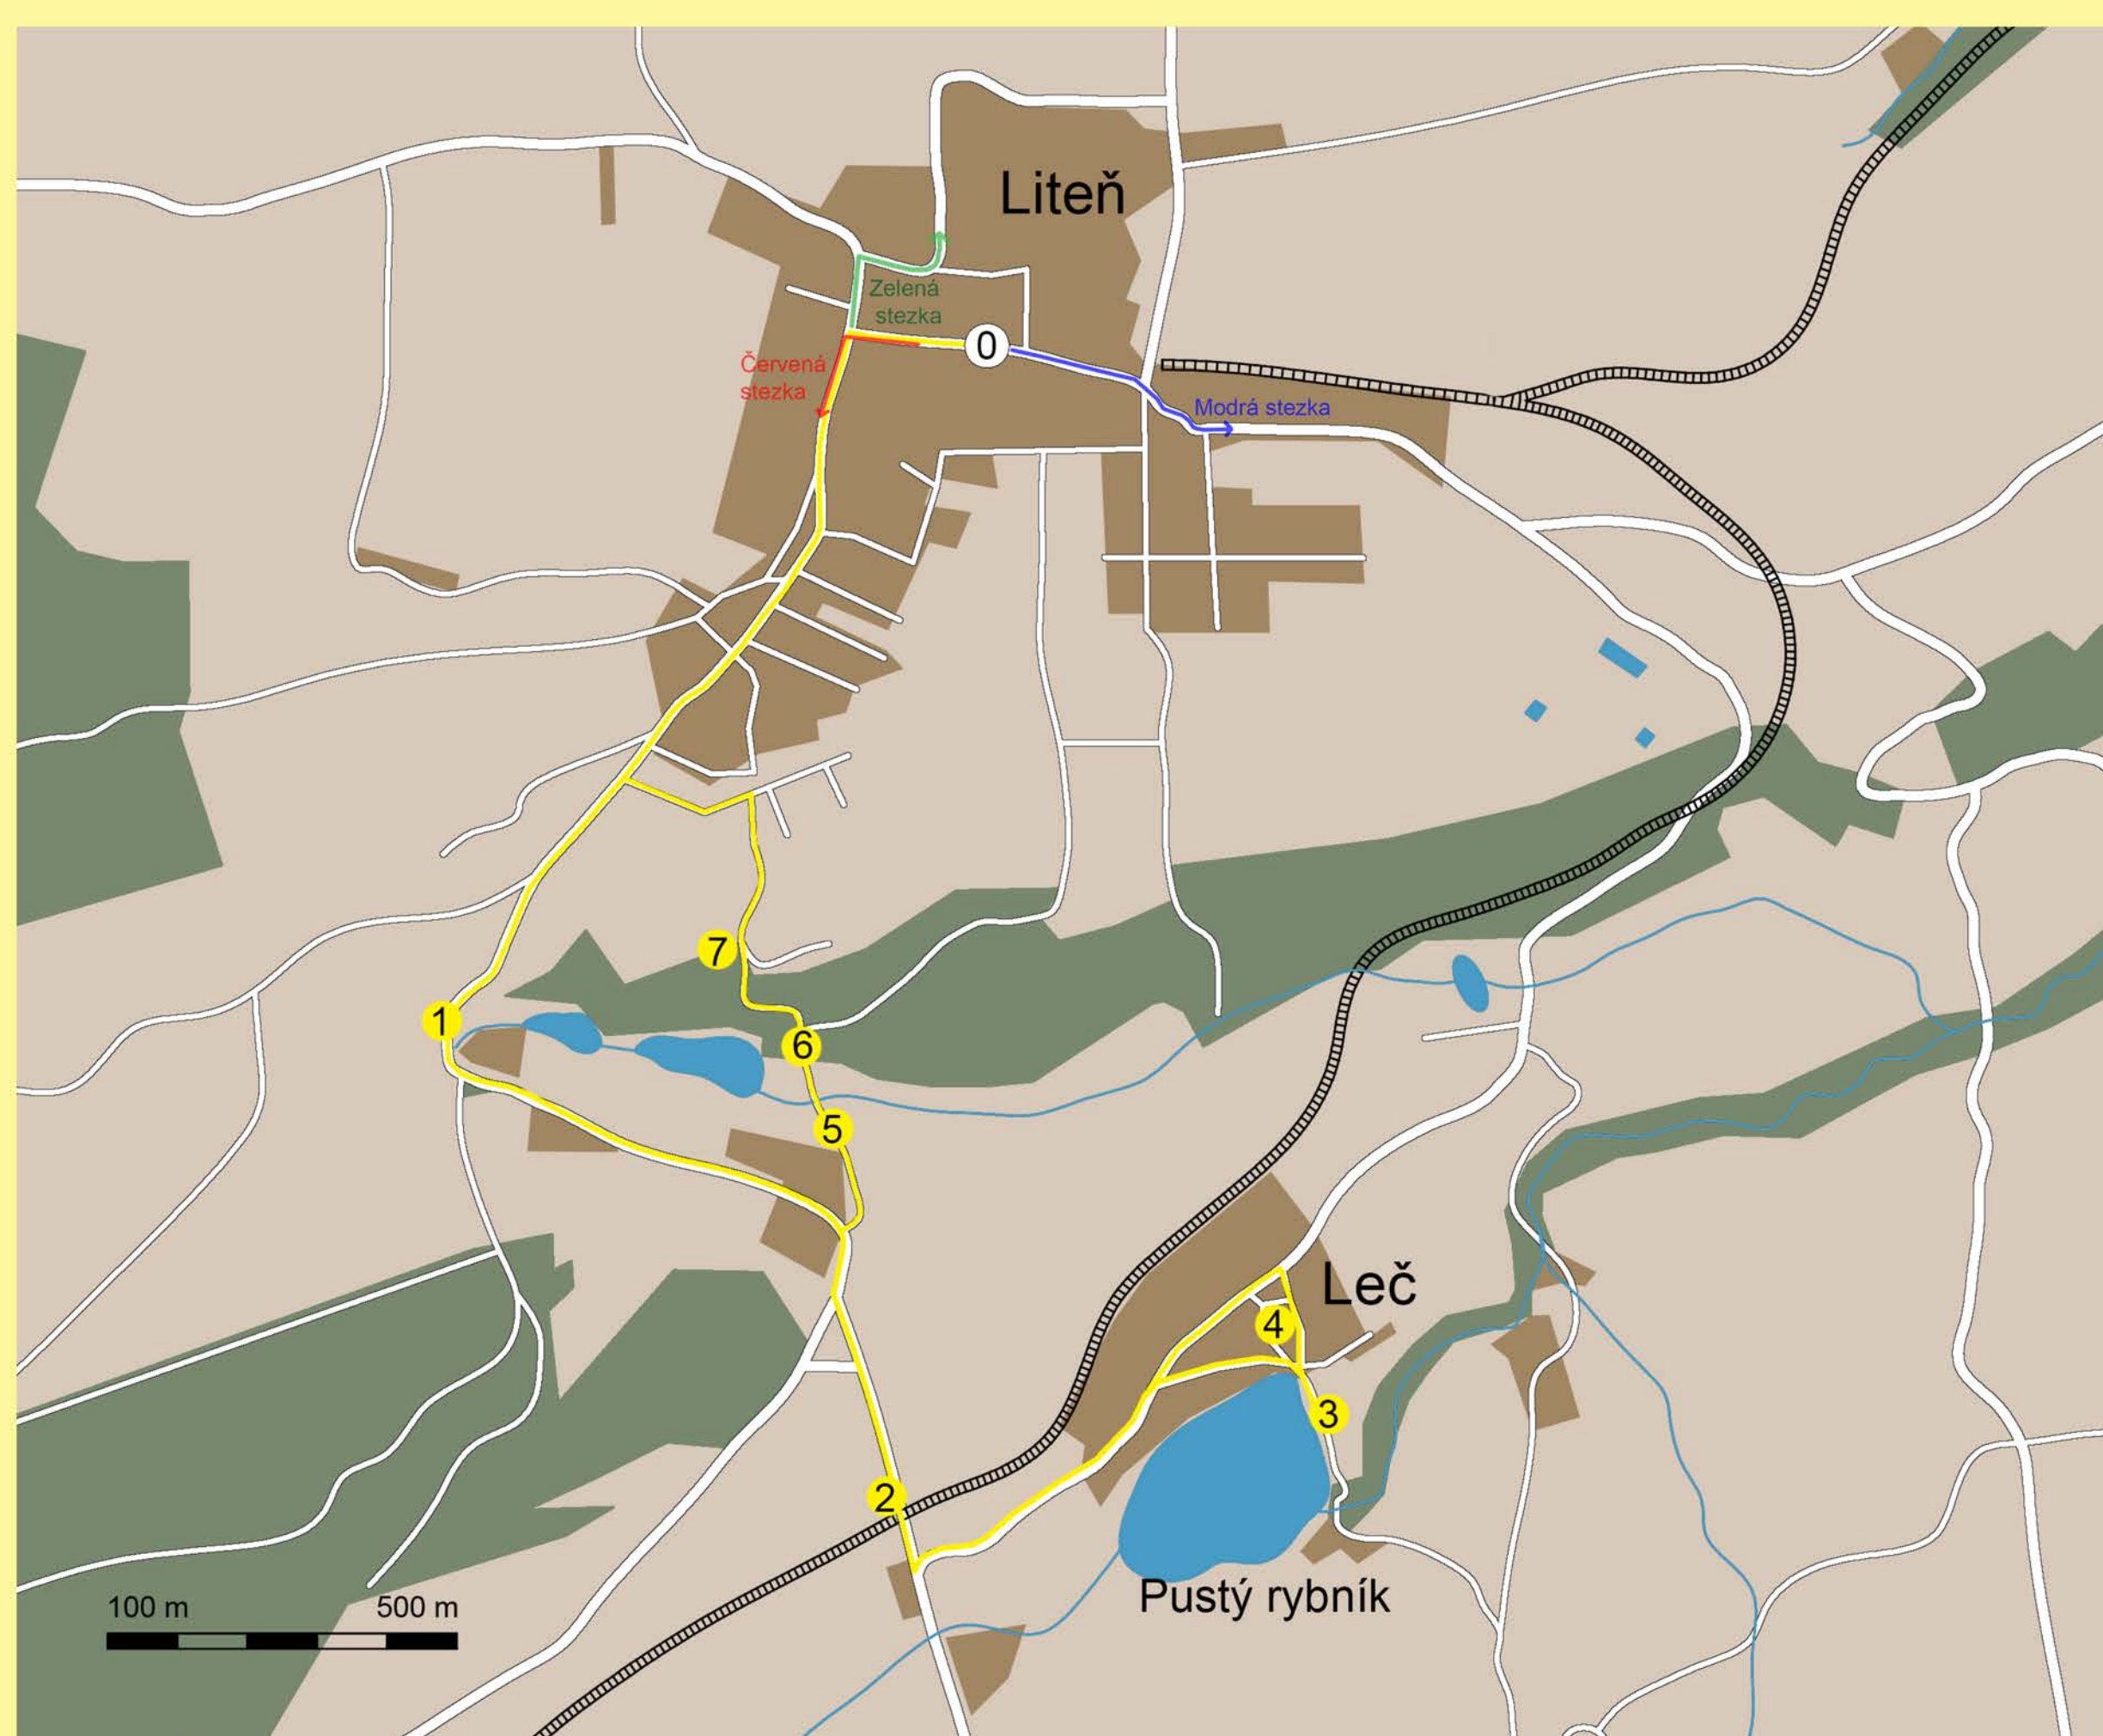 Liteň
Zelená
stezka
0
Červená
stezka
Modrá stezka
7
1
6
5
Leč
4
3
2
Pustý rybník
100 m
500 m